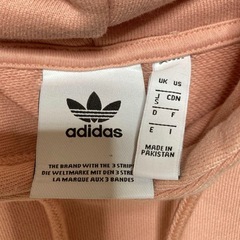 adidas
THE BRAND WITH THE 3 STRIPES
DIE WELTMARKE MIT DEN 3 STREIFEN
LA MARQUE AUX 3 BANDES
UK US
J CDN
S
D F
E I
MADE IN
PAKISTAN